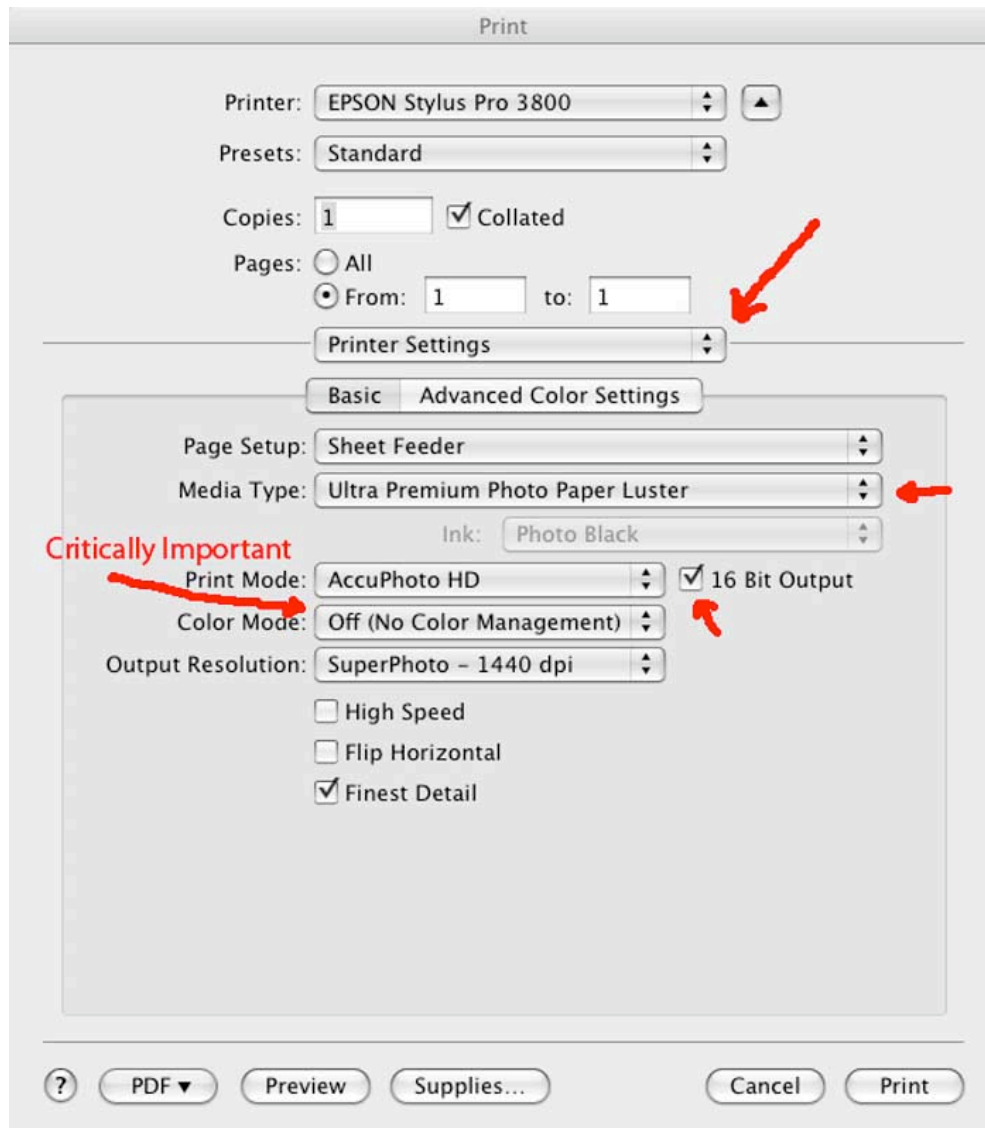 Print
Printer: EPSON Stylus Pro 3800
Presets: Standard
Copies: 1 Collated
Pages: All
From: 1 to: 1
Printer Settings
Basic Advanced Color Settings
Page Setup: Sheet Feeder
Media Type: Ultra Premium Photo Paper Luster
Ink: Photo Black
Critically Important
Print Mode: AccuPhoto HD 16 Bit Output
Color Mode: Off (No Color Management)
Output Resolution: SuperPhoto – 1440 dpi
High Speed
Flip Horizontal
Finest Detail
? PDF Preview Supplies... Cancel Print